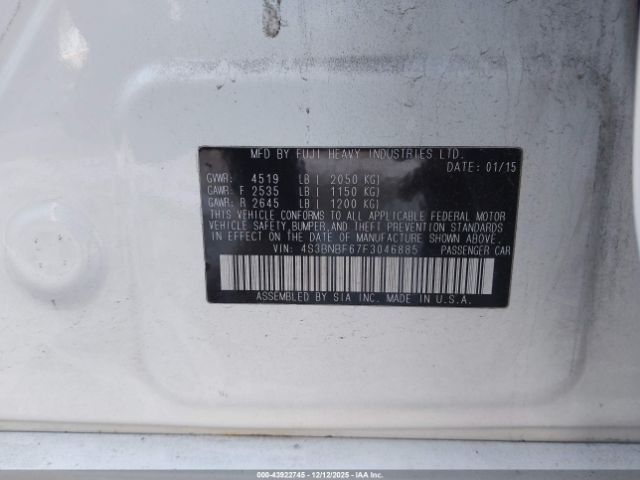 MFD BY FUJI HEAVY INDUSTRIES LTD.
DATE: 01/15
GVWR: 4519 LB ( 2050 KG)
GAWR: F 2535 LB ( 1150 KG)
GAWR: R 2645 LB ( 1200 KG)
THIS VEHICLE CONFORMS TO ALL APPLICABLE FEDERAL MOTOR
VEHICLE SAFETY, BUMPER, AND THEFT PREVENTION STANDARDS
IN EFFECT ON THE DATE OF MANUFACTURE SHOWN ABOVE.
VIN: 4S3BNBF67F3046885 PASSENGER CAR
ASSEMBLED BY SIA INC. MADE IN U.S.A.
000-43922745 - 12/12/2025 - IAA Inc.